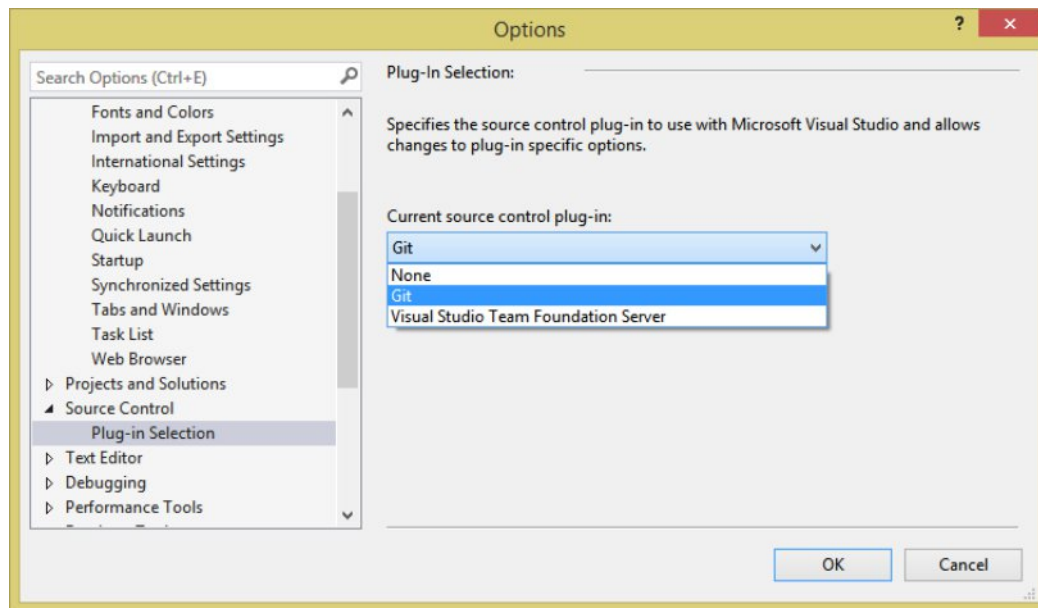 Options
?
Search Options (Ctrl+E)
Fonts and Colors
Import and Export Settings
International Settings
Keyboard
Notifications
Quick Launch
Startup
Synchronized Settings
Tabs and Windows
Task List
Web Browser
Projects and Solutions
Source Control
Plug-in Selection
Text Editor
Debugging
Performance Tools
Plug-In Selection:
Specifies the source control plug-in to use with Microsoft Visual Studio and allows
changes to plug-in specific options.
Current source control plug-in:
Git
None
Git
Visual Studio Team Foundation Server
OK
Cancel